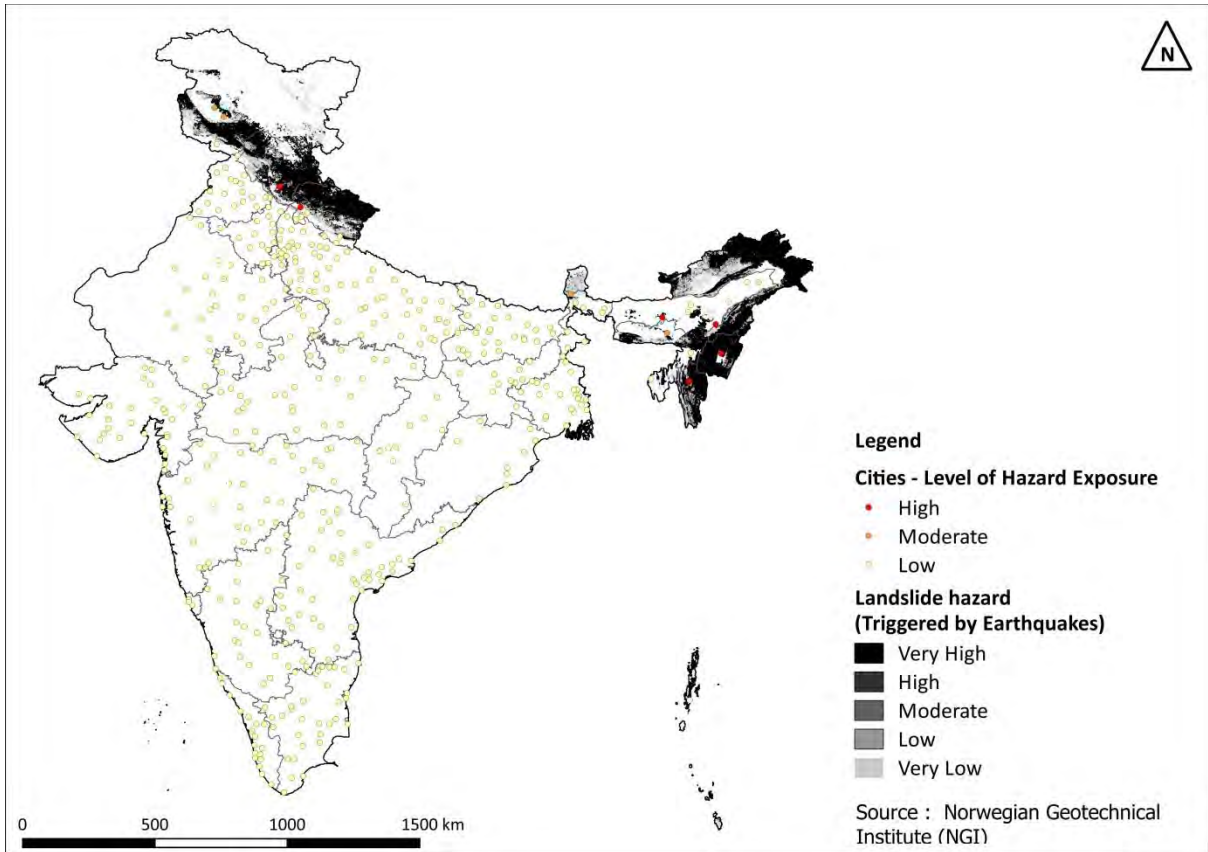 N
Legend
Cities - Level of Hazard Exposure
High
Moderate
Low
Landslide hazard
(Triggered by Earthquakes)
Very High
High
Moderate
Low
Very Low
Source : Norwegian Geotechnical
Institute (NGI)
0 500 1000 1500 km